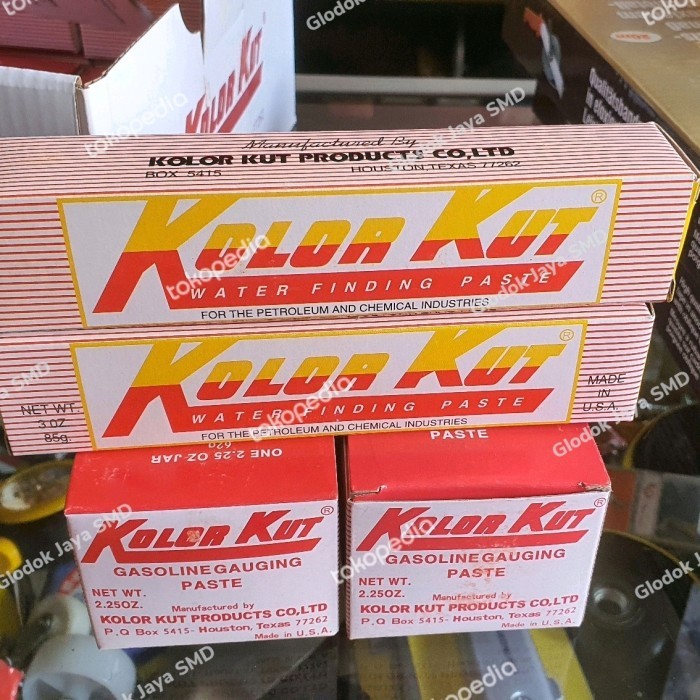 KOLOR KUT
Manufactured By
KOLOR KUT PRODUCTS CO,LTD
BOX 5415 HOUSTON, TEXAS 77262
KOLOR KUT®
WATER FINDING PASTE
FOR THE PETROLEUM AND CHEMICAL INDUSTRIES
KOLOR KUT®
WATER FINDING PASTE
FOR THE PETROLEUM AND CHEMICAL INDUSTRIES
NET WT.
3 OZ
85g.
MADE
IN
U.S.A.
ONE 2.25 OZ JAR
KOLOR KUT®
GASOLINE GAUGING
PASTE
NET WT.
2.25OZ.
Manufactured by
KOLOR KUT PRODUCTS CO,LTD
P.O Box 5415- Houston, Texas 77262
Made in U.S.A.
PASTE
KOLOR KUT®
GASOLINE GAUGING
PASTE
NET WT.
2.25OZ.
Manufactured by
KOLOR KUT PRODUCTS CO,LTD
P.O Box 5415- Houston, Texas 77262
Made in U.S.A.
tokopedia
Glodok Jaya SMD